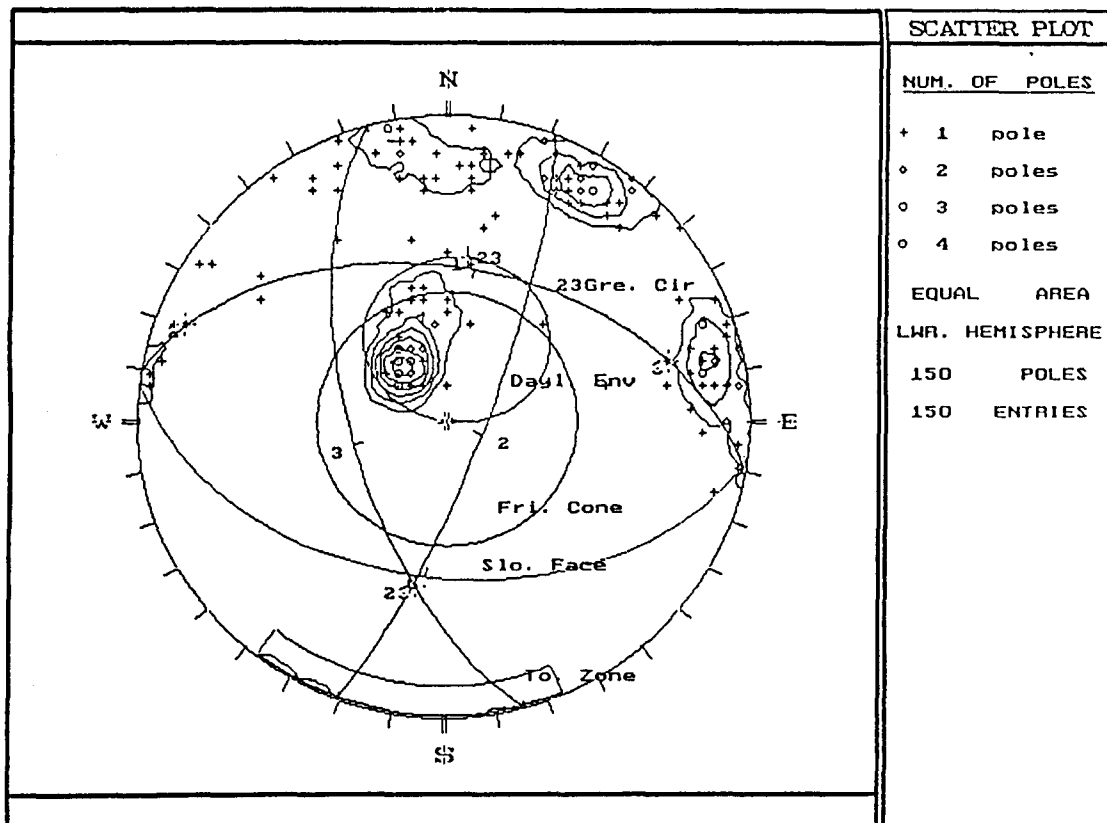 SCATTER PLOT
NUM. OF POLES
+ 1 pole
◇ 2 poles
○ 3 poles
○ 4 poles
EQUAL AREA
LWR. HEMISPHERE
150 POLES
150 ENTRIES
N
23
23Gre. Cir
Dayl. Env
W
E
3
2
Fri. Cone
Slo. Face
23
To. Zone
S